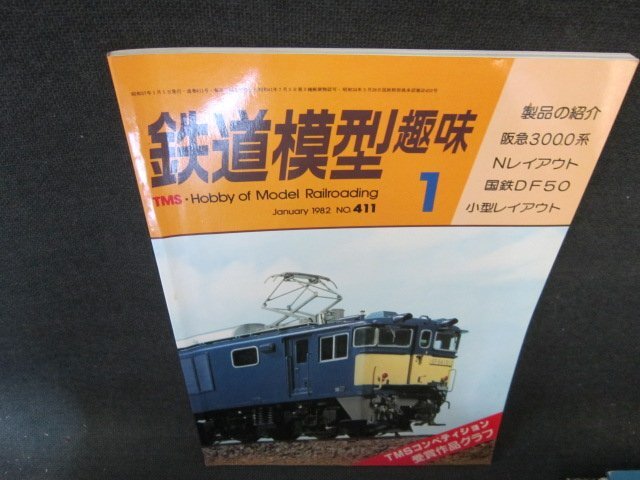 鉄道模型趣味
TMS・Hobby of Model Railroading
January 1982 NO.411
1
製品の紹介
阪急3000系
Nレイアウト
国鉄DF50
小型レイアウト
TMSコンペティション
受賞作品グラフ